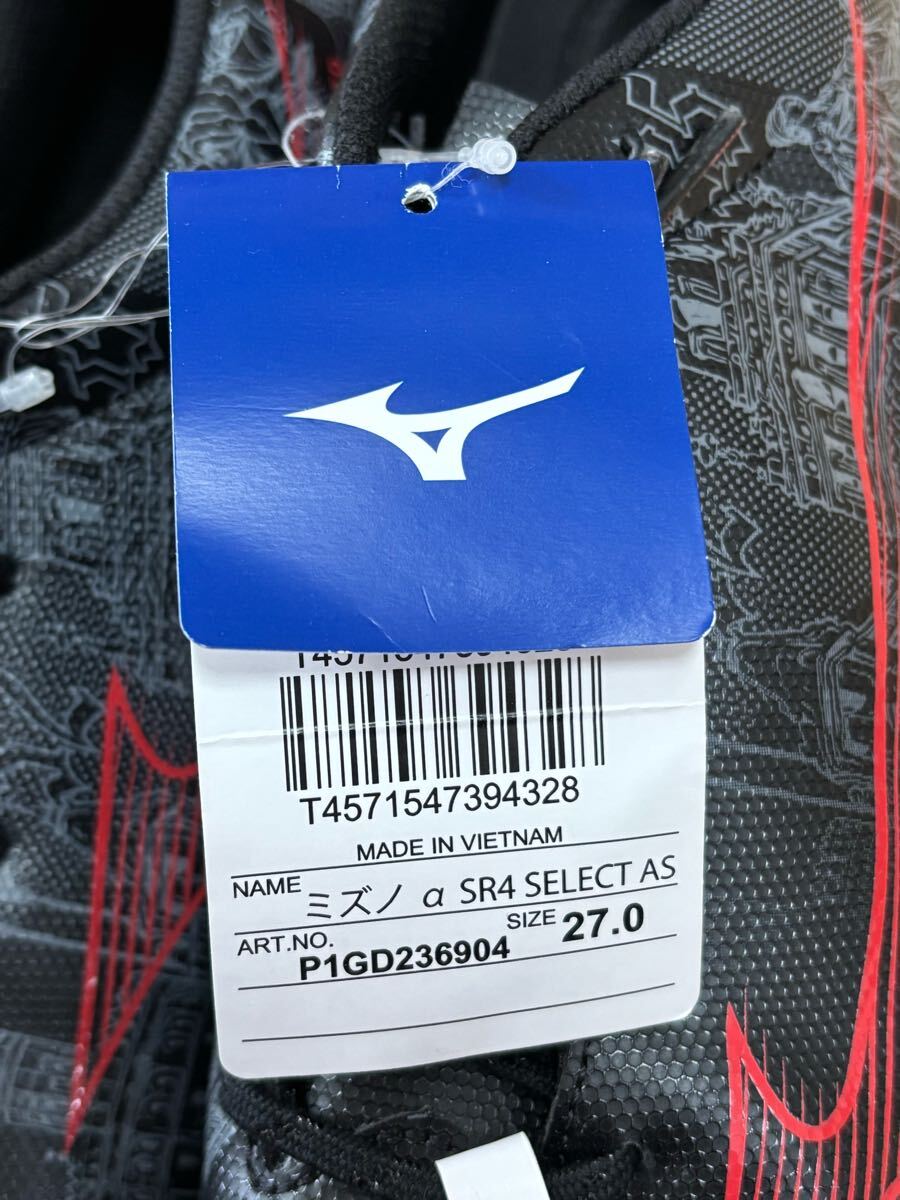 T4571547394328
MADE IN VIETNAM
NAME ミズノ α SR4 SELECT AS
ART.NO. P1GD236904 SIZE 27.0